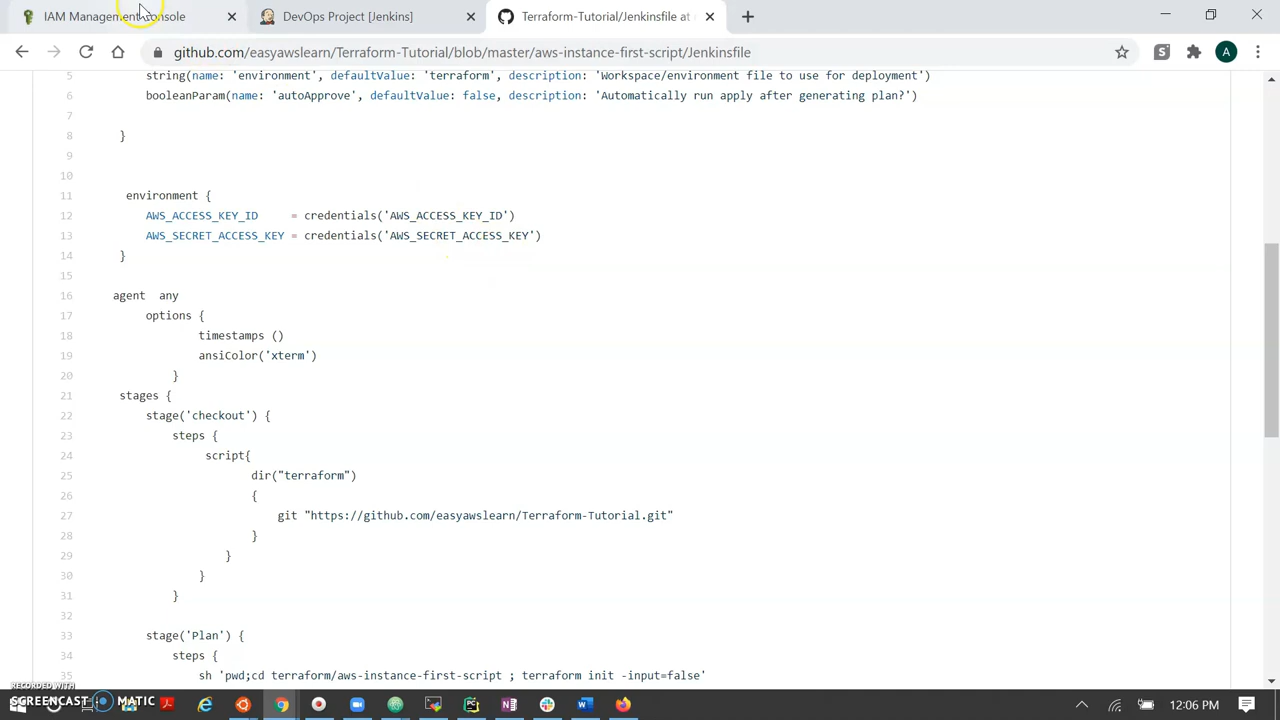 IAM Management Console
DevOps Project [Jenkins]
Terraform-Tutorial/Jenkinsfile at
github.com/easyawslearn/Terraform-Tutorial/blob/master/aws-instance-first-script/Jenkinsfile
A
5 string(name: 'environment', defaultValue: 'terraform', description: 'Workspace/environment file to use for deployment')
6 booleanParam(name: 'autoApprove', defaultValue: false, description: 'Automatically run apply after generating plan?')
7
8 }
9
10
11 environment {
12 AWS_ACCESS_KEY_ID = credentials('AWS_ACCESS_KEY_ID')
13 AWS_SECRET_ACCESS_KEY = credentials('AWS_SECRET_ACCESS_KEY')
14 }
15
16 agent any
17 options {
18 timestamps ()
19 ansiColor('xterm')
20 }
21 stages {
22 stage('checkout') {
23 steps {
24 script{
25 dir("terraform")
26 {
27 git "https://github.com/easyawslearn/Terraform-Tutorial.git"
28 }
29 }
30 }
31 }
32
33 stage('Plan') {
34 steps {
35 sh 'pwd;cd terraform/aws-instance-first-script ; terraform init -input=false'
RECORDED WITH
SCREENCAST MATIC
12:06 PM